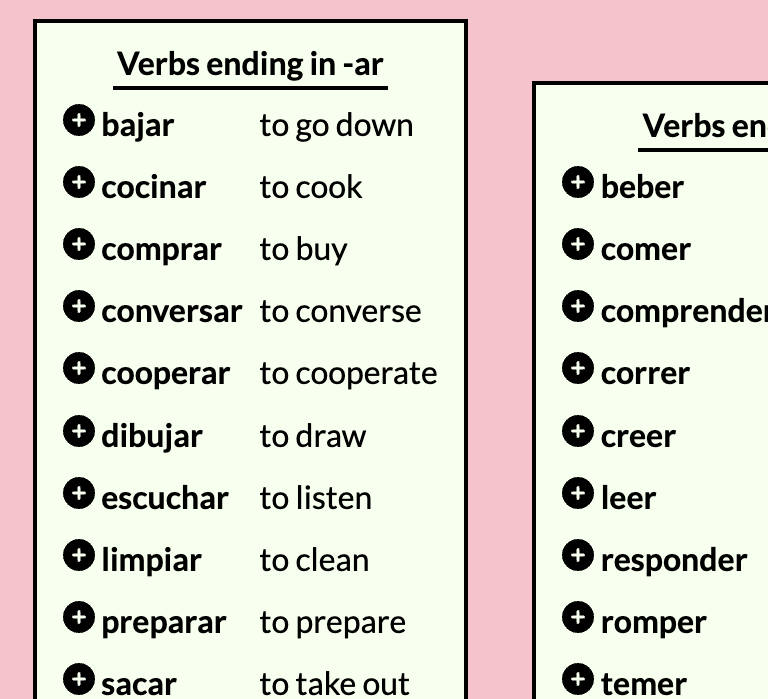 Verbs ending in -ar
bajar to go down
cocinar to cook
comprar to buy
conversar to converse
cooperar to cooperate
dibujar to draw
escuchar to listen
limpiar to clean
preparar to prepare
sacar to take out
Verbs en
beber
comer
comprender
correr
creer
leer
responder
romper
temer